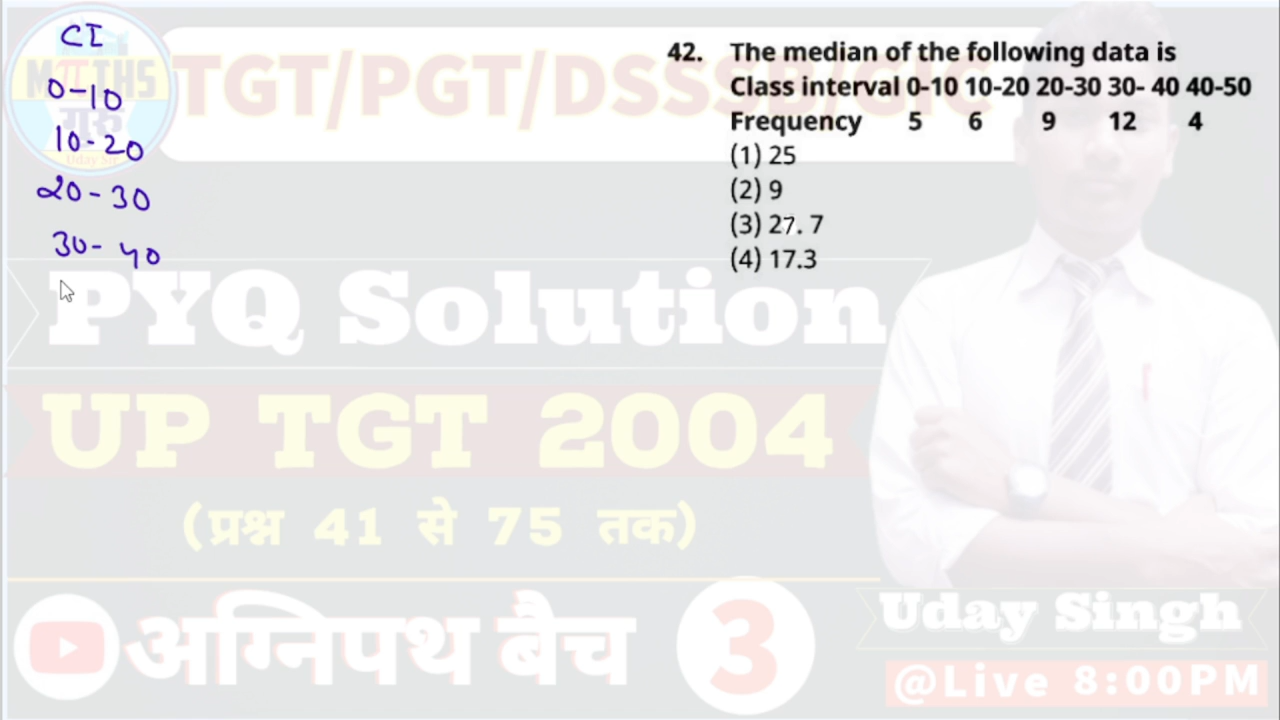 CI
MπTHS
गुरु
Uday Sir
0-10
10-20
20-30
30-40
TGT/PGT/DSSSB/GIC
42. The median of the following data is
Class interval 0-10 10-20 20-30 30- 40 40-50
Frequency 5 6 9 12 4
(1) 25
(2) 9
(3) 27. 7
(4) 17.3
PYQ Solution
UP TGT 2004
(प्रश्न 41 से 75 तक)
अग्निपथ बैच 3
Uday Singh
@Live 8:00PM